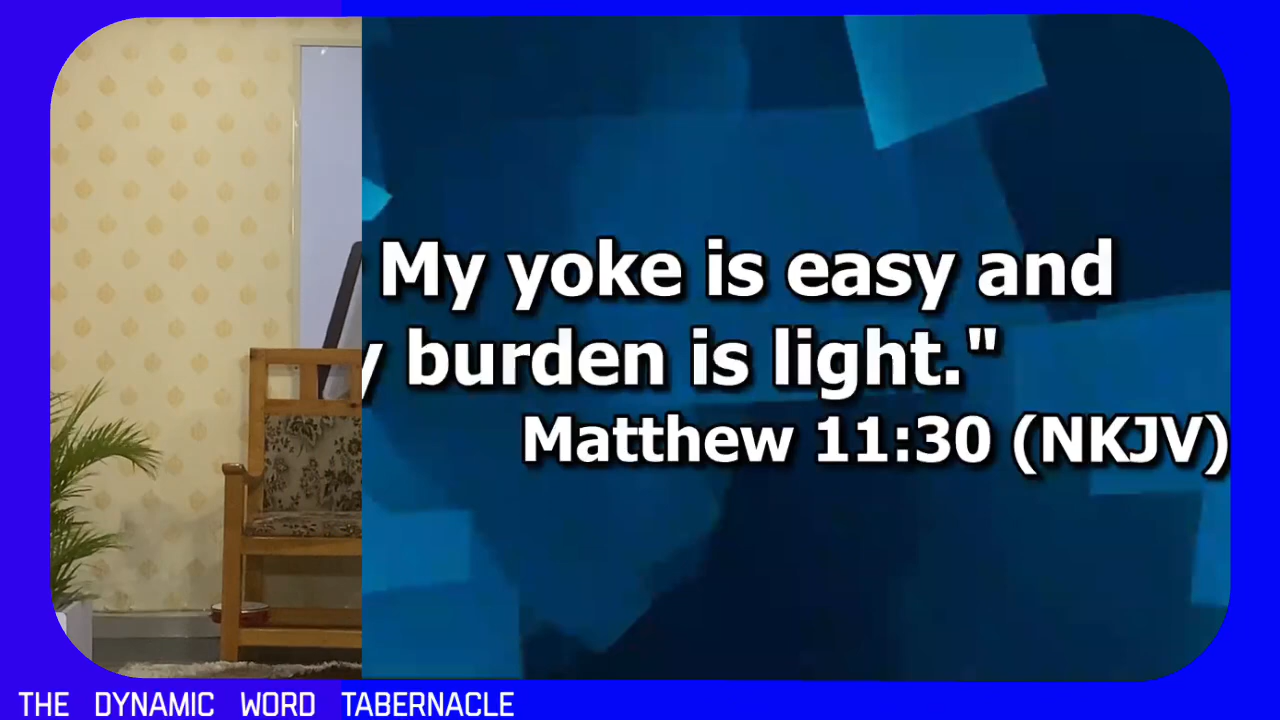 My yoke is easy and
y burden is light."
Matthew 11:30 (NKJV)
THE DYNAMIC WORD TABERNACLE